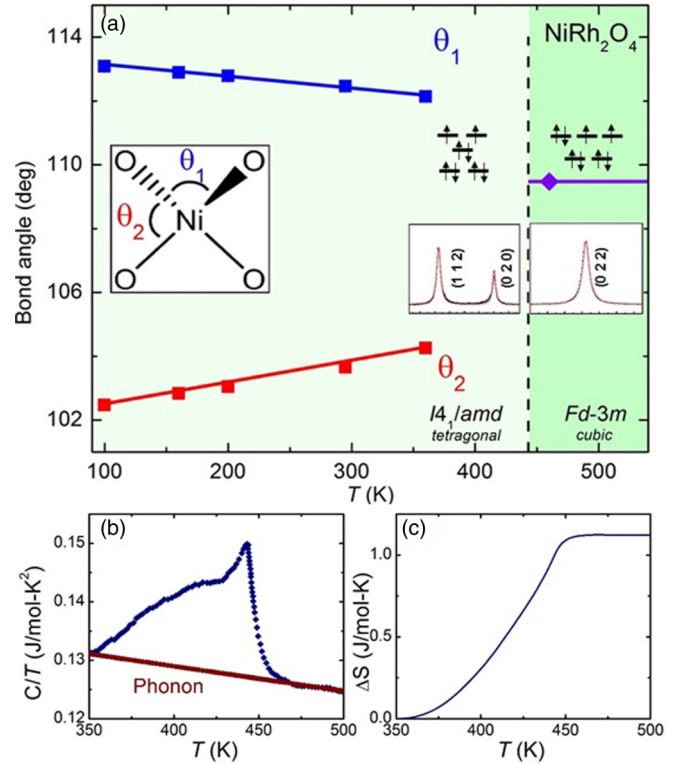 (a)
NiRh2O4
114
110
106
102
Bond angle (deg)
θ1
θ1
θ2
O O
Ni
O O
(1 1 2)
(0 2 0)
(0 2 2)
θ2
I41/amd
tetragonal
Fd-3m
cubic
100 200 300 400 500
T (K)
(b)
0.15
0.14
0.13
0.12
C/T (J/mol-K2)
Phonon
350 400 450 500
T (K)
(c)
1.0
0.5
0.0
ΔS (J/mol-K)
350 400 450 500
T (K)